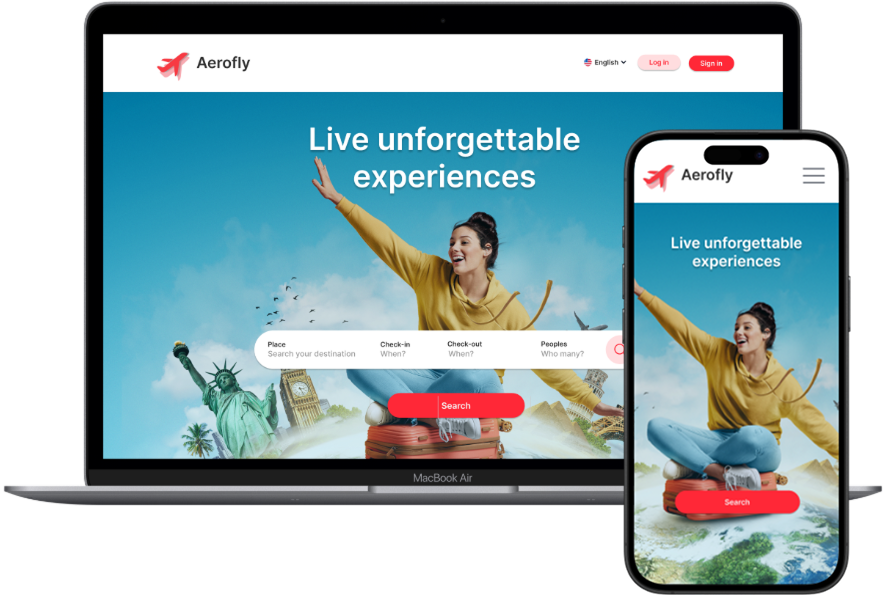 Aerofly
English
Log in
Sign in
Live unforgettable
experiences
Place
Search your destination
Check-in
When?
Check-out
When?
Peoples
Who many?
Search
MacBook Air
Aerofly
Live unforgettable
experiences
Search